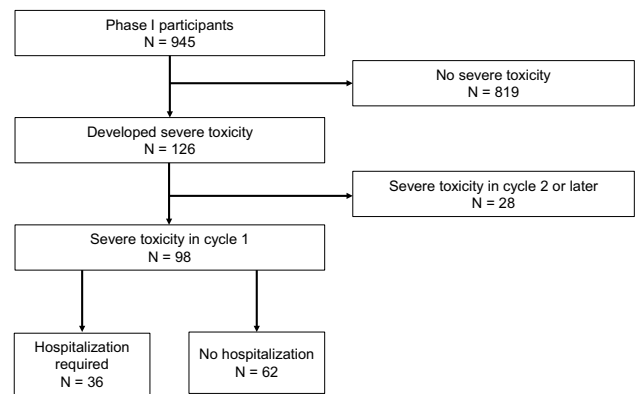 Phase I participants
N = 945
No severe toxicity
N = 819
Developed severe toxicity
N = 126
Severe toxicity in cycle 2 or later
N = 28
Severe toxicity in cycle 1
N = 98
Hospitalization
required
N = 36
No hospitalization
N = 62